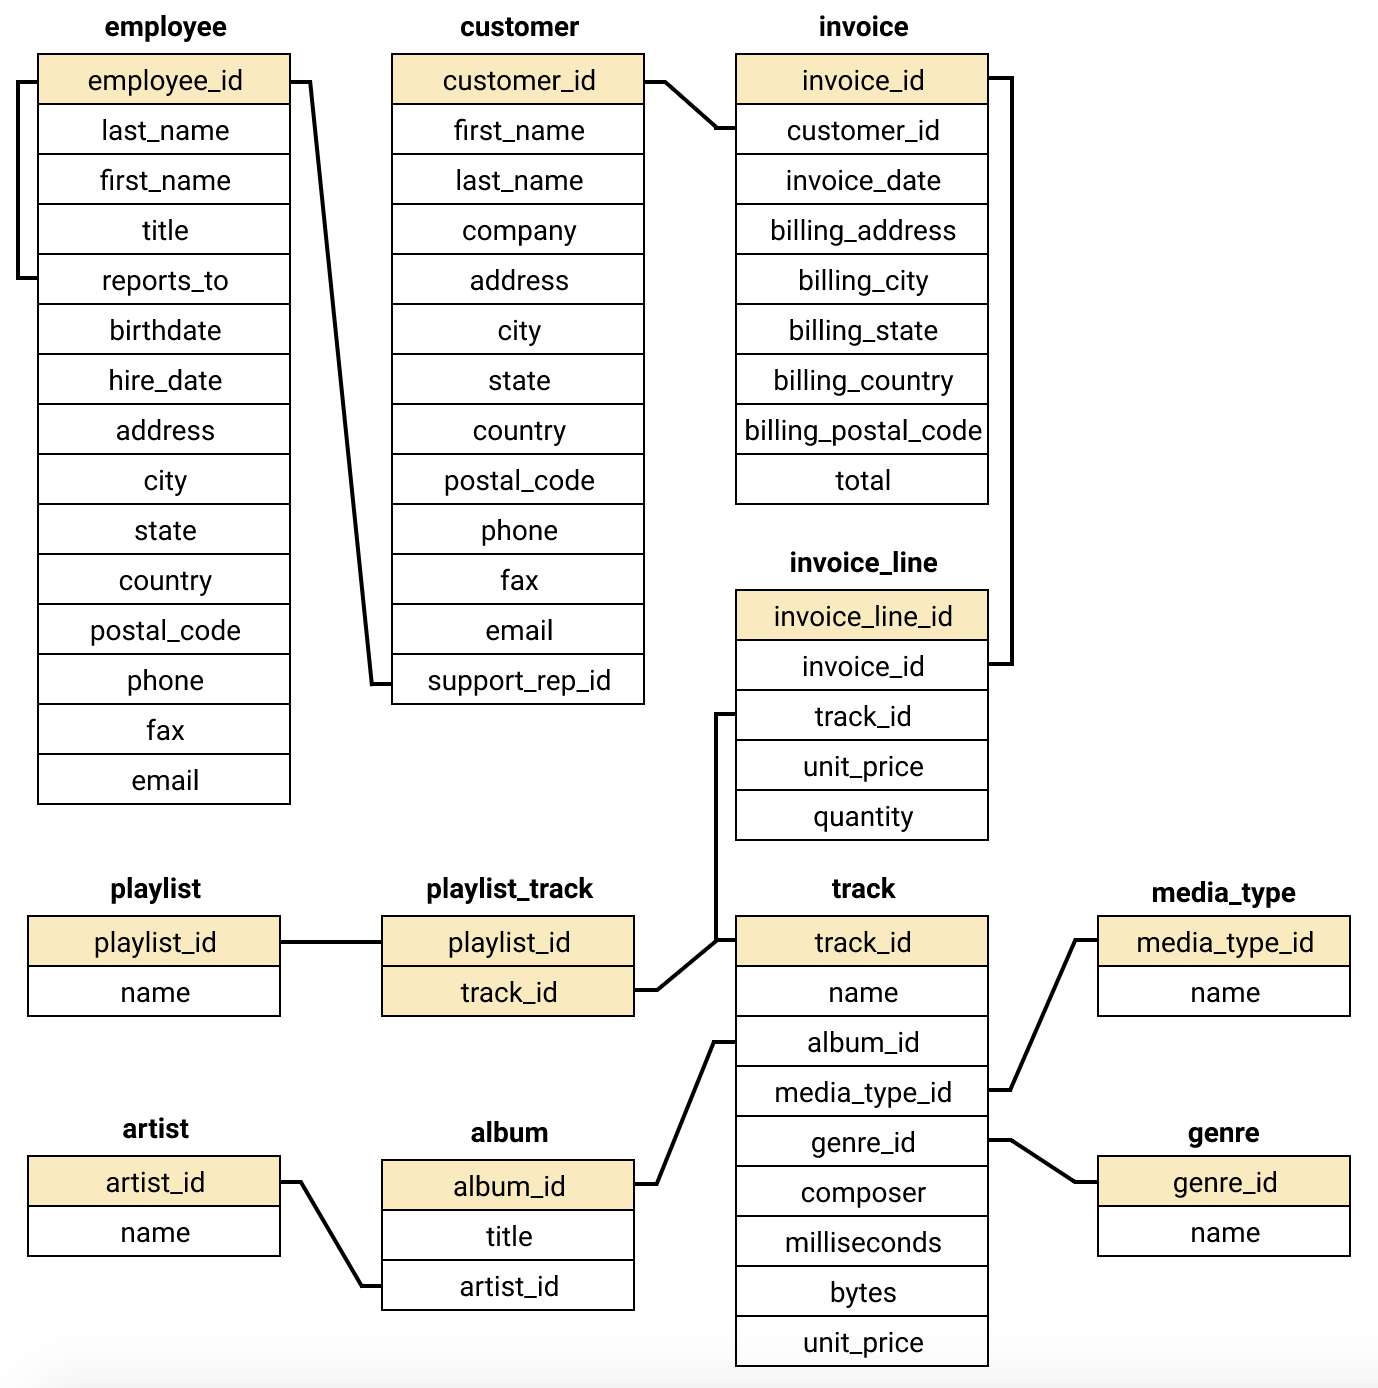 employee
employee_id
last_name
first_name
title
reports_to
birthdate
hire_date
address
city
state
country
postal_code
phone
fax
email
customer
customer_id
first_name
last_name
company
address
city
state
country
postal_code
phone
fax
email
support_rep_id
invoice
invoice_id
customer_id
invoice_date
billing_address
billing_city
billing_state
billing_country
billing_postal_code
total
invoice_line
invoice_line_id
invoice_id
track_id
unit_price
quantity
playlist
playlist_id
name
playlist_track
playlist_id
track_id
track
track_id
name
album_id
media_type_id
genre_id
composer
milliseconds
bytes
unit_price
media_type
media_type_id
name
artist
artist_id
name
album
album_id
title
artist_id
genre
genre_id
name